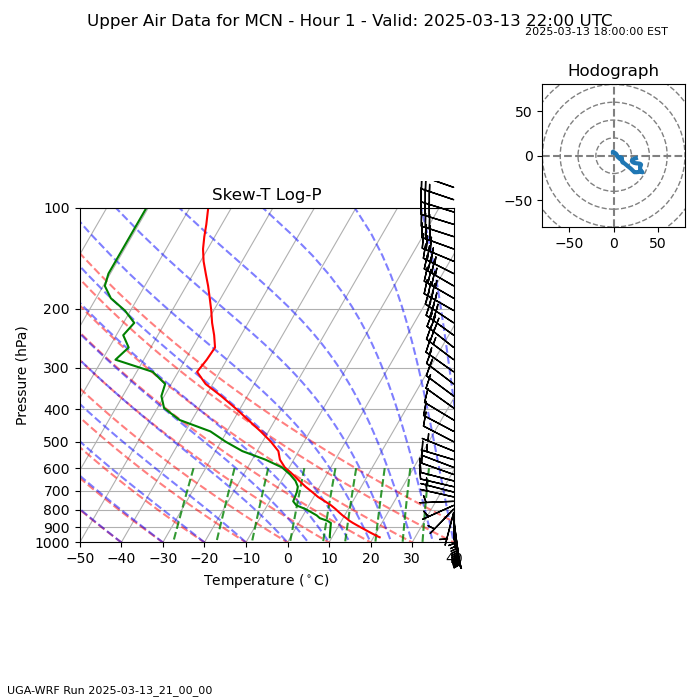 Upper Air Data for MCN - Hour 1 - Valid: 2025-03-13 22:00 UTC
2025-03-13 18:00:00 EST
Hodograph
50
0
−50
−50 0 50
Skew-T Log-P
100
200
300
400
500
600
700
800
900
1000
Pressure (hPa)
−50 −40 −30 −20 −10 0 10 20 30 40
Temperature (°C)
UGA-WRF Run 2025-03-13_21_00_00